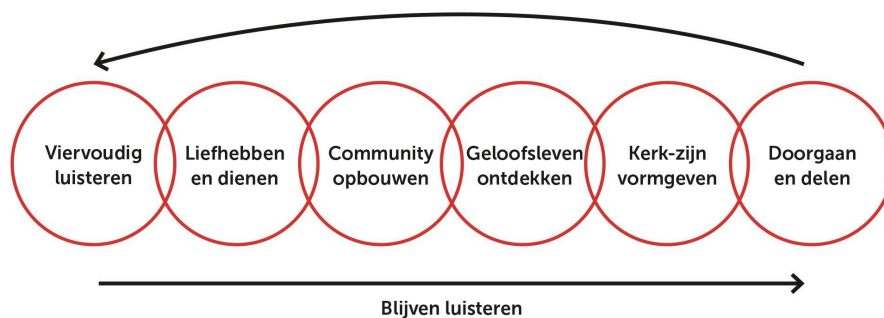 Viervoudig
luisteren
Liefhebben
en dienen
Community
opbouwen
Geloofsleven
ontdekken
Kerk-zijn
vormgeven
Doorgaan
en delen
Blijven luisteren